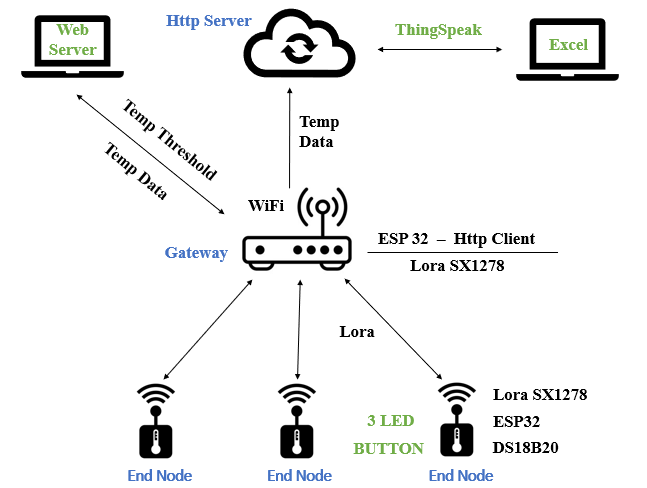 Web
Server
Http Server
ThingSpeak
Excel
Temp Threshold
Temp Data
Temp
Data
WiFi
Gateway
ESP 32 – Http Client
Lora SX1278
Lora
3 LED
BUTTON
Lora SX1278
ESP32
DS18B20
End Node
End Node
End Node